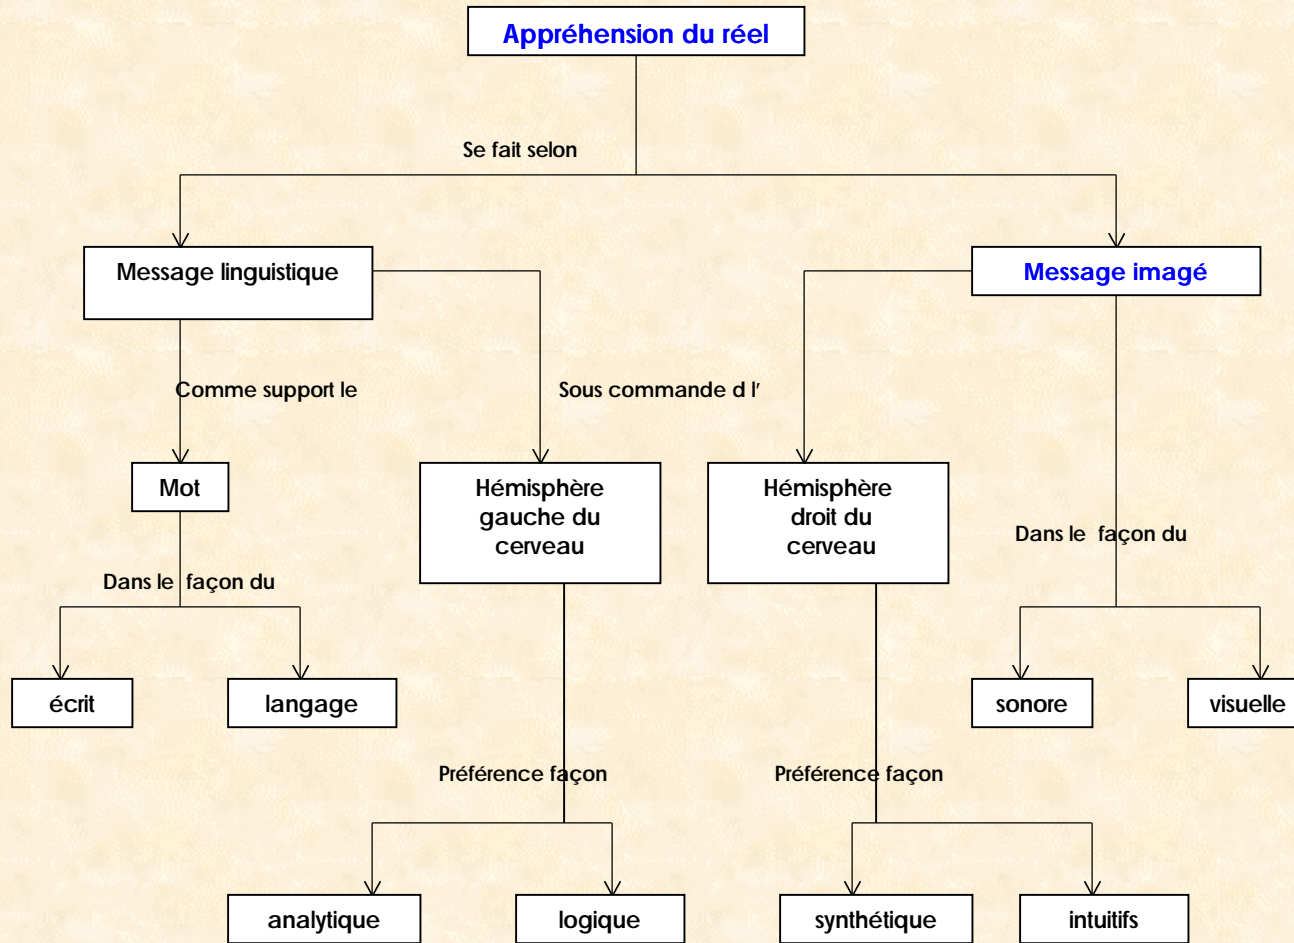 Appréhension du réel
Se fait selon
Message linguistique
Message imagé
Comme support le
Sous commande d l'
Mot
Hémisphère
gauche du
cerveau
Hémisphère
droit du
cerveau
Dans le façon du
Dans le façon du
écrit
langage
sonore
visuelle
Préférence façon
Préférence façon
analytique
logique
synthétique
intuitifs